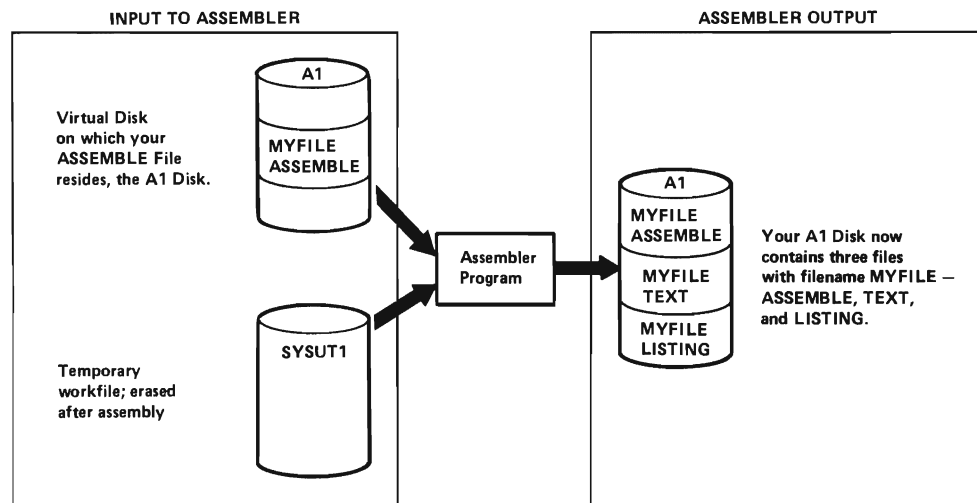 INPUT TO ASSEMBLER
A1
Virtual Disk
on which your
ASSEMBLE File
resides, the A1 Disk.
MYFILE
ASSEMBLE
SYSUT1
Temporary
workfile; erased
after assembly
Assembler
Program
ASSEMBLER OUTPUT
A1
MYFILE
ASSEMBLE
MYFILE
TEXT
MYFILE
LISTING
Your A1 Disk now
contains three files
with filename MYFILE —
ASSEMBLE, TEXT,
and LISTING.